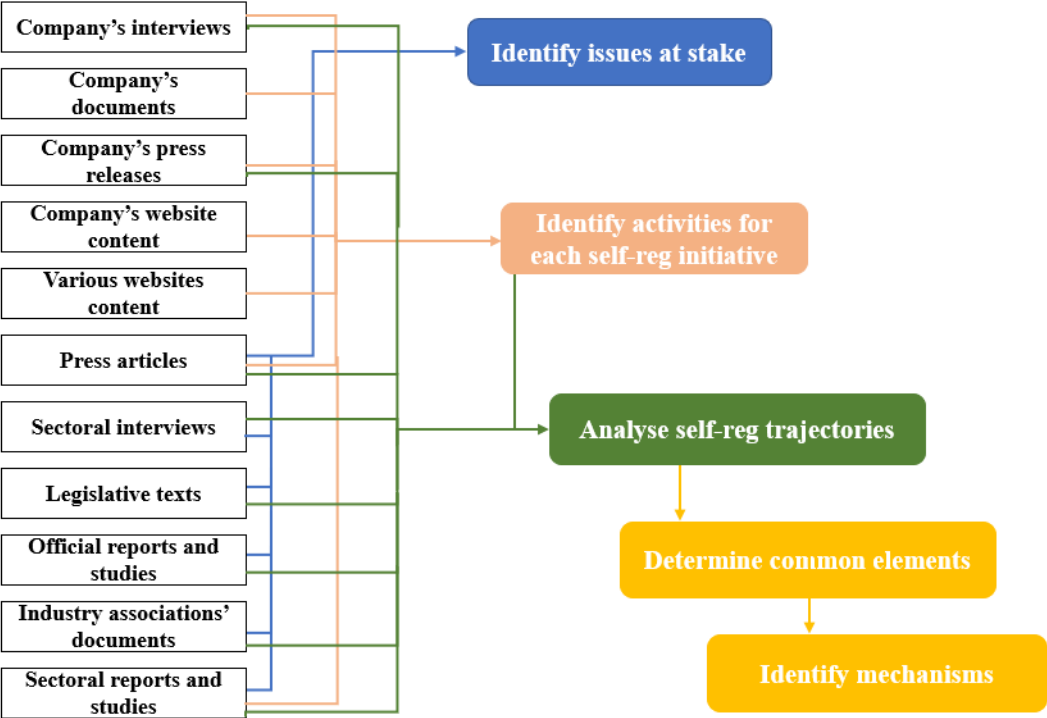 Company's interviews
Company's
documents
Company's press
releases
Company's website
content
Various websites
content
Press articles
Sectoral interviews
Legislative texts
Official reports and
studies
Industry associations'
documents
Sectoral reports and
studies
Identify issues at stake
Identify activities for
each self-reg initiative
Analyse self-reg trajectories
Determine common elements
Identify mechanisms